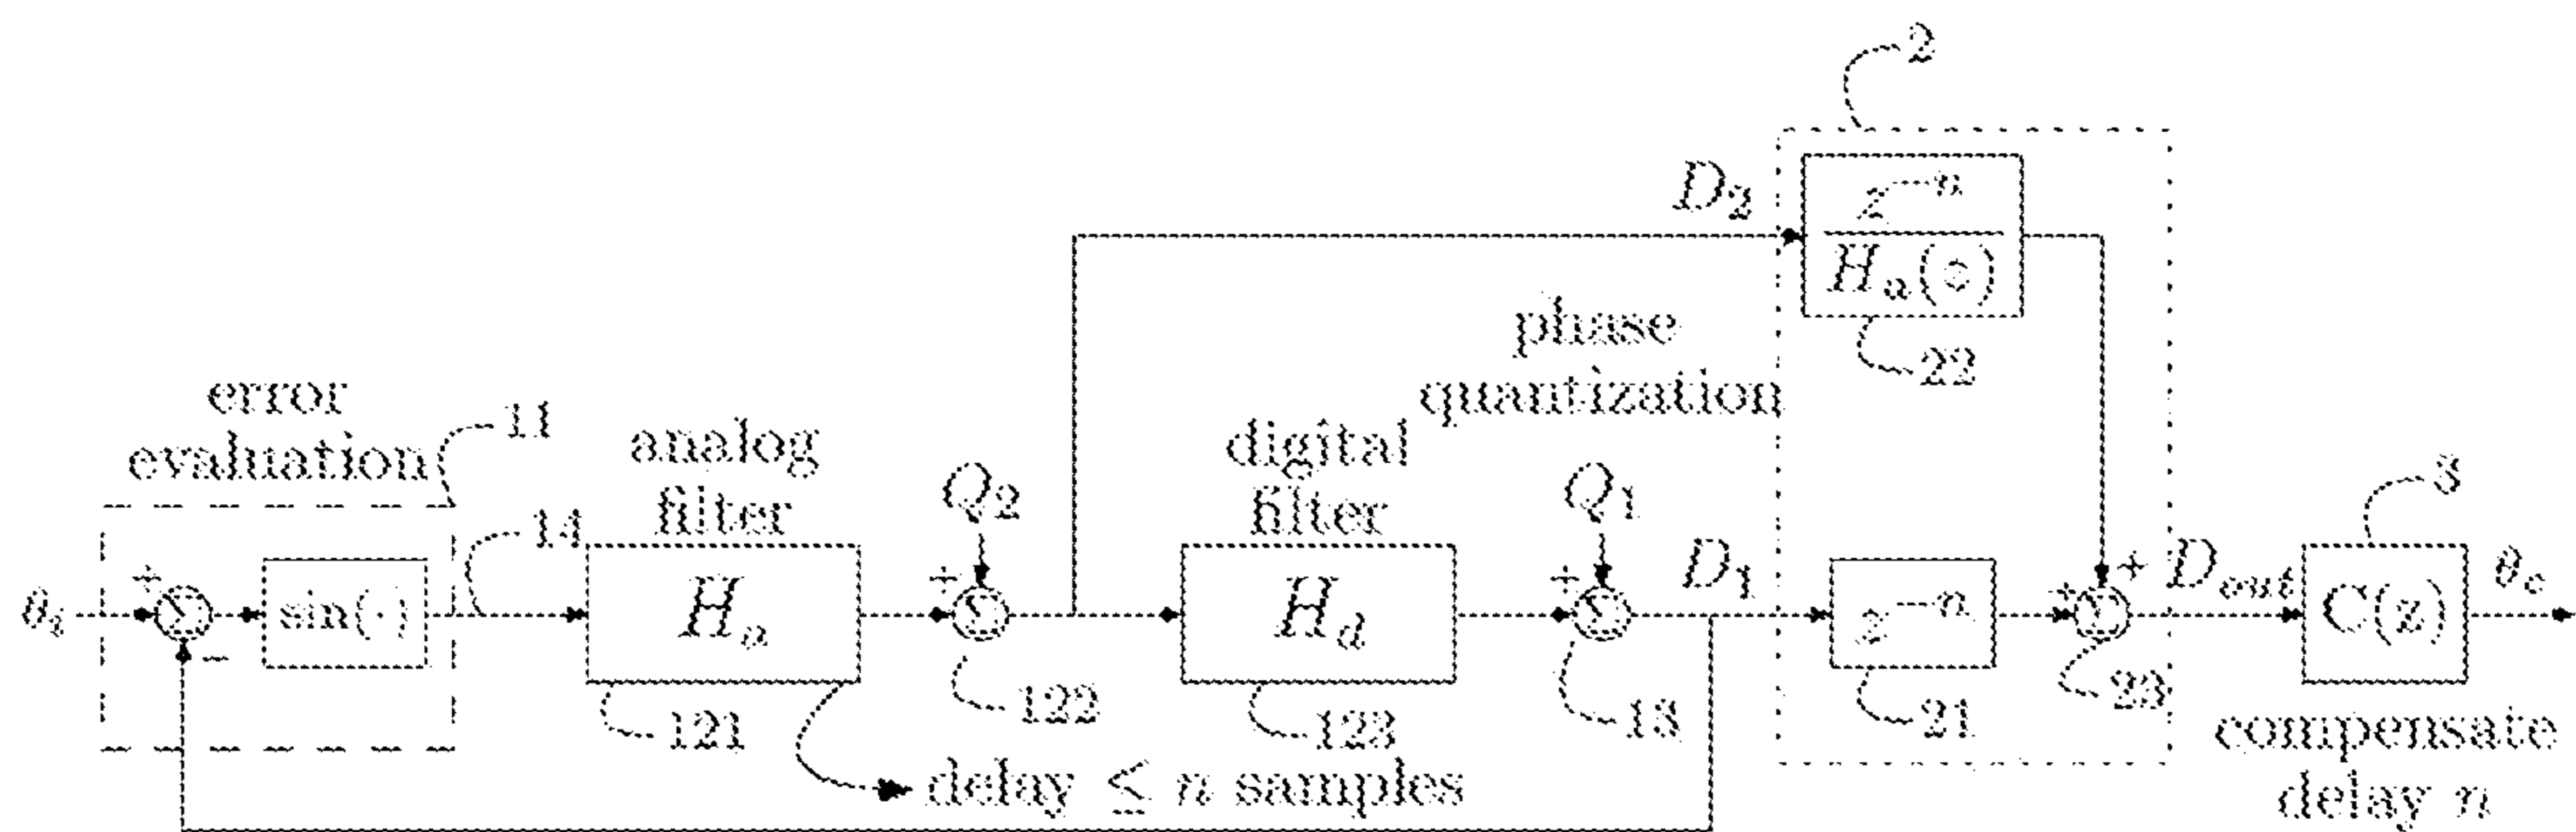 2
D₂
z⁻ⁿ
Hₐ(·)
22
phase
quantization
error
evaluation
11
analog
filter
digital
filter
Q₂
Q₁
14
3
θᵢ
+
−
Σ
sin(·)
Hₐ
+
Σ
H_d
+
Σ
D₁
z⁻ⁿ
+
+
Σ
D_out
C(z)
θ_c
121
122
123
13
21
23
delay ≤ n samples
compensate
delay n